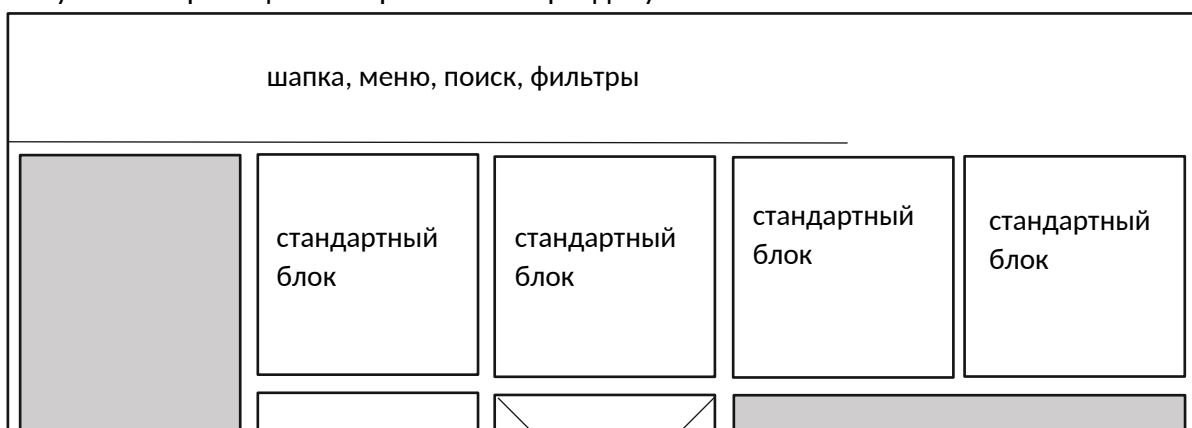 шапка, меню, поиск, фильтры
стандартный
блок
стандартный
блок
стандартный
блок
стандартный
блок